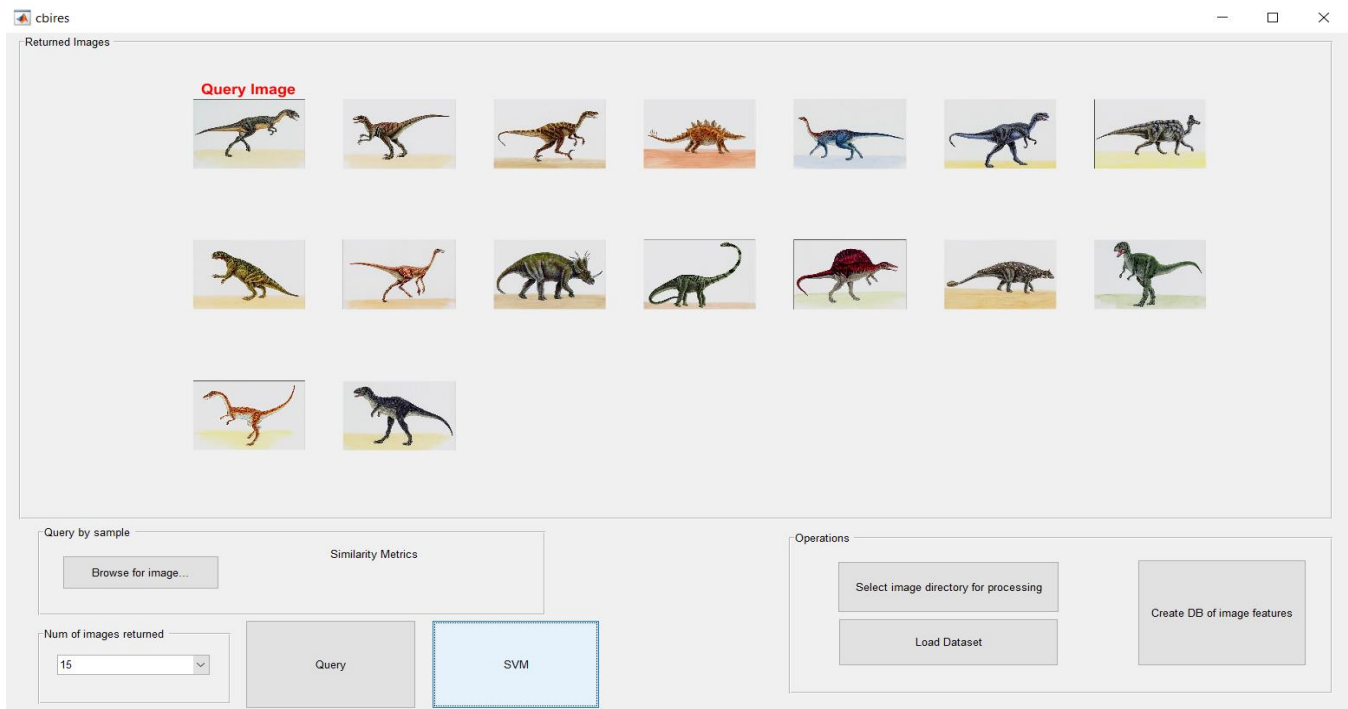 cbires
Returned Images
Query Image
Query by sample
Browse for image...
Similarity Metrics
Num of images returned
15
Query
SVM
Operations
Select image directory for processing
Load Dataset
Create DB of image features